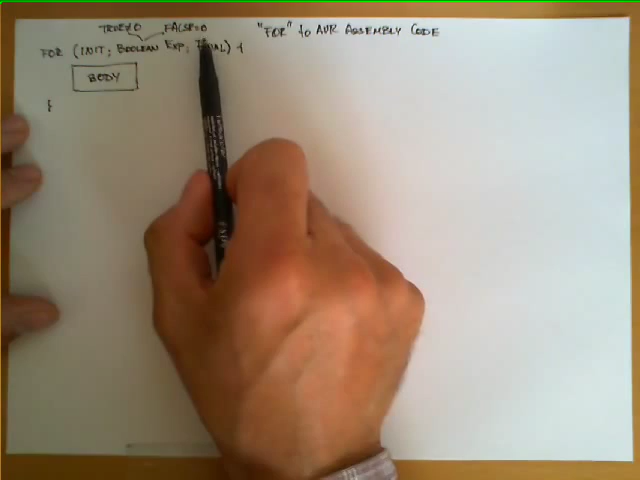 TRUE≠0 FALSE=0 "FOR" to AVR ASSEMBLY CODE
FOR (INIT; BOOLEAN EXP; FINAL) {
BODY
}